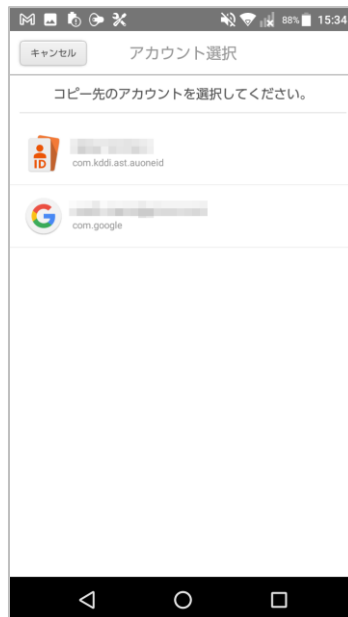 88% 15:34
キャンセル アカウント選択
コピー先のアカウントを選択してください。
ID
com.kddi.ast.auoneid
G
com.google